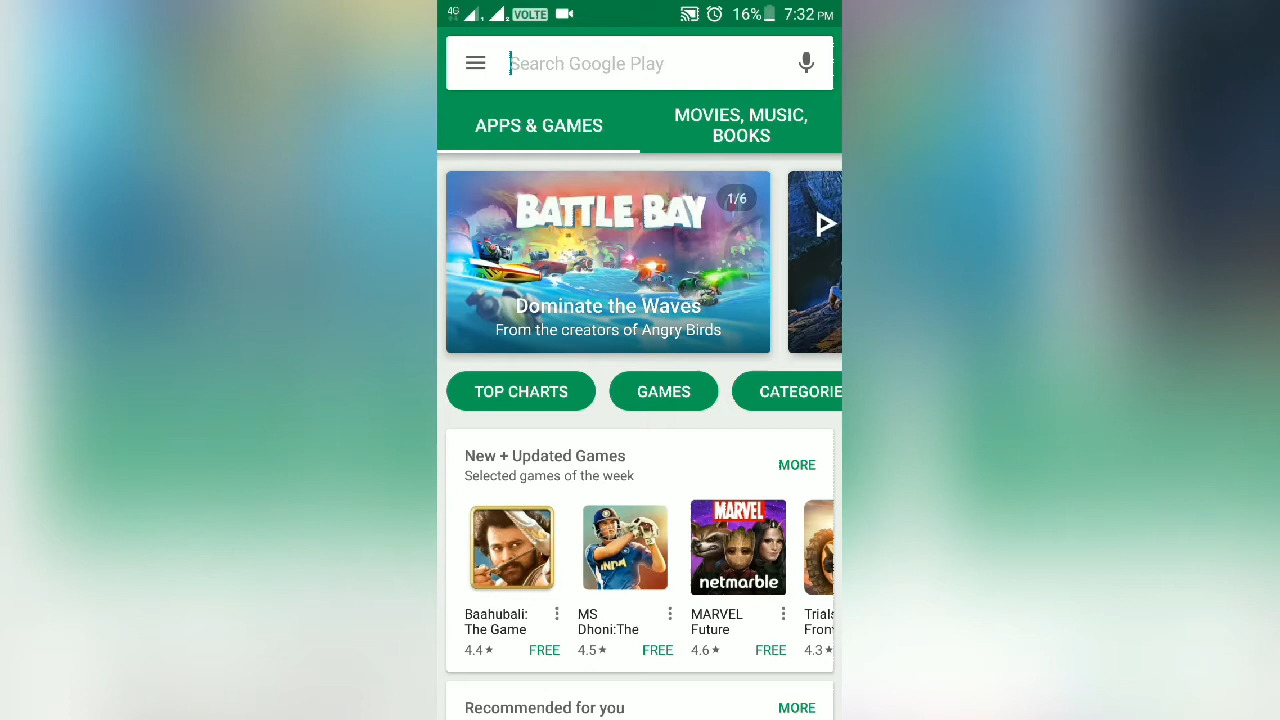 4G 1 2 VOLTE 16% 7:32 PM
Search Google Play
APPS & GAMES
MOVIES, MUSIC,
BOOKS
BATTLE BAY
1/6
Dominate the Waves
From the creators of Angry Birds
TOP CHARTS
GAMES
CATEGORIE
New + Updated Games
MORE
Selected games of the week
INDA
MARVEL
netmarble
Baahubali:
The Game
4.4★ FREE
MS
Dhoni:The
4.5★ FREE
MARVEL
Future
4.6★ FREE
Trials
Fron
4.3★
Recommended for you
MORE